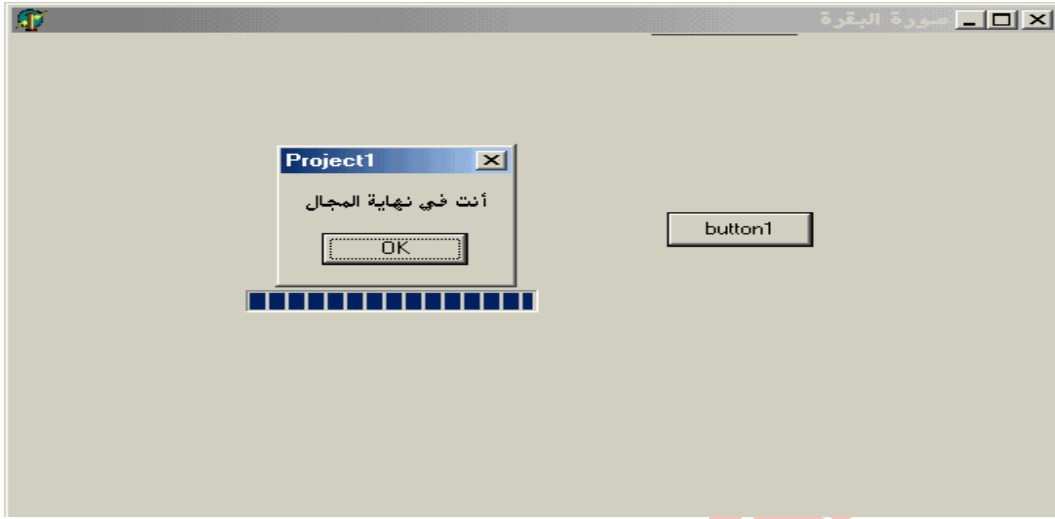 صورة البقرة
Project1
أنت في نهاية المجال
OK
button1